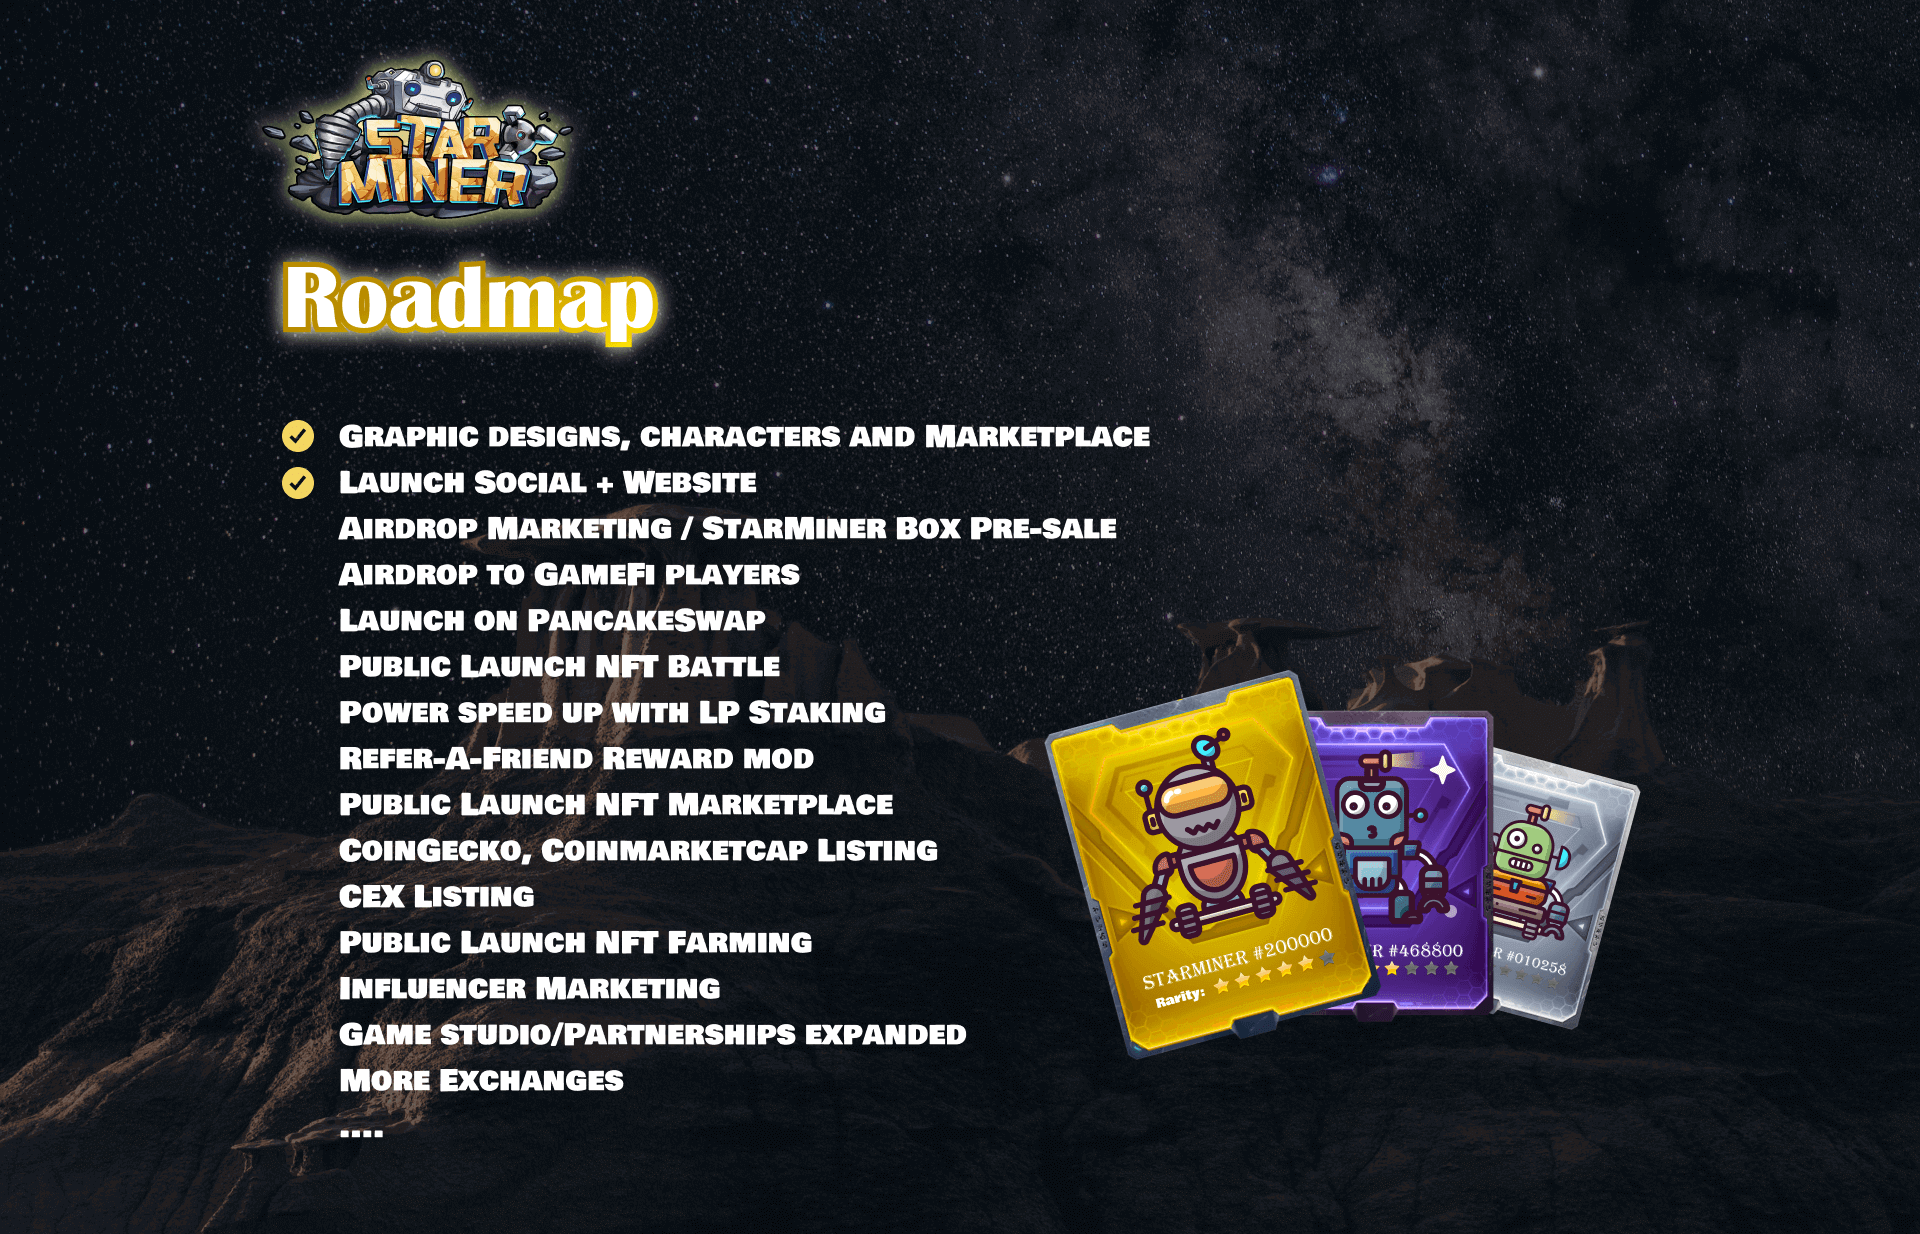 STAR
MINER
Roadmap
Graphic designs, characters and Marketplace
Launch Social + Website
Airdrop Marketing / StarMiner Box Pre-sale
Airdrop to GameFi players
Launch on PancakeSwap
Public Launch NFT Battle
Power speed up with LP Staking
Refer-A-Friend Reward mod
Public Launch NFT Marketplace
CoinGecko, Coinmarketcap Listing
CEX Listing
Public Launch NFT Farming
Influencer Marketing
Game studio/Partnerships expanded
More Exchanges
....
STARMINER #200000
Rarity:
R #468800
R #010258